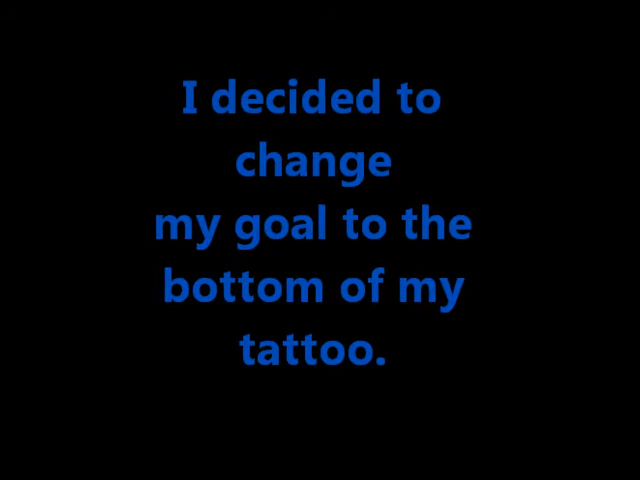 I decided to
change
my goal to the
bottom of my
tattoo.